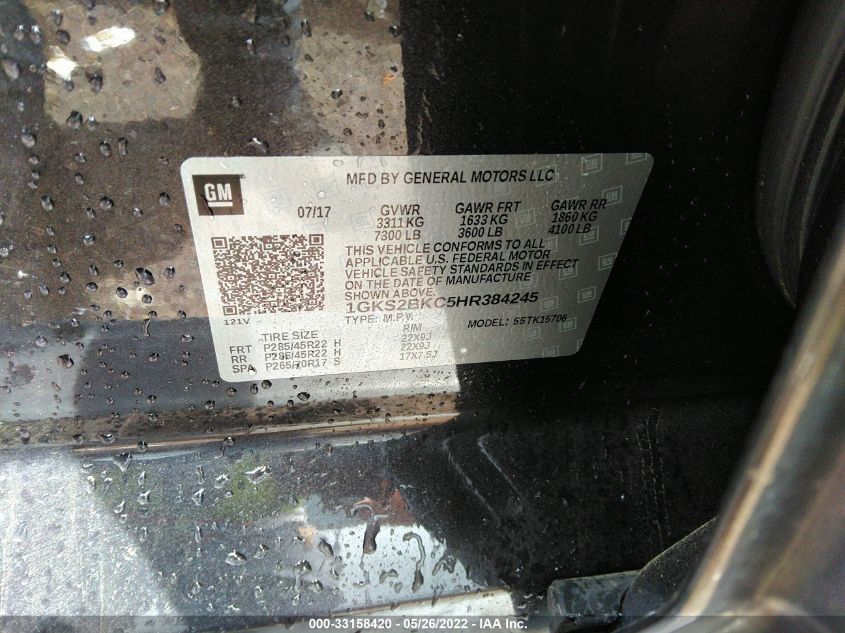 GM
MFD BY GENERAL MOTORS LLC
07/17 GVWR GAWR FRT GAWR RR
3311 KG 1633 KG 1860 KG
7300 LB 3600 LB 4100 LB
THIS VEHICLE CONFORMS TO ALL
APPLICABLE U.S. FEDERAL MOTOR
VEHICLE SAFETY STANDARDS IN EFFECT
ON THE DATE OF MANUFACTURE
SHOWN ABOVE.
1GKS2BKC5HR384245
121V TYPE: M.P.V. MODEL: 55TK15706
TIRE SIZE RIM
FRT P285/45R22 H 22X9J
RR P285/45R22 H 22X9J
SPA P265/70R17 S 17X7.5J
000-33158420 - 05/26/2022 - IAA Inc.